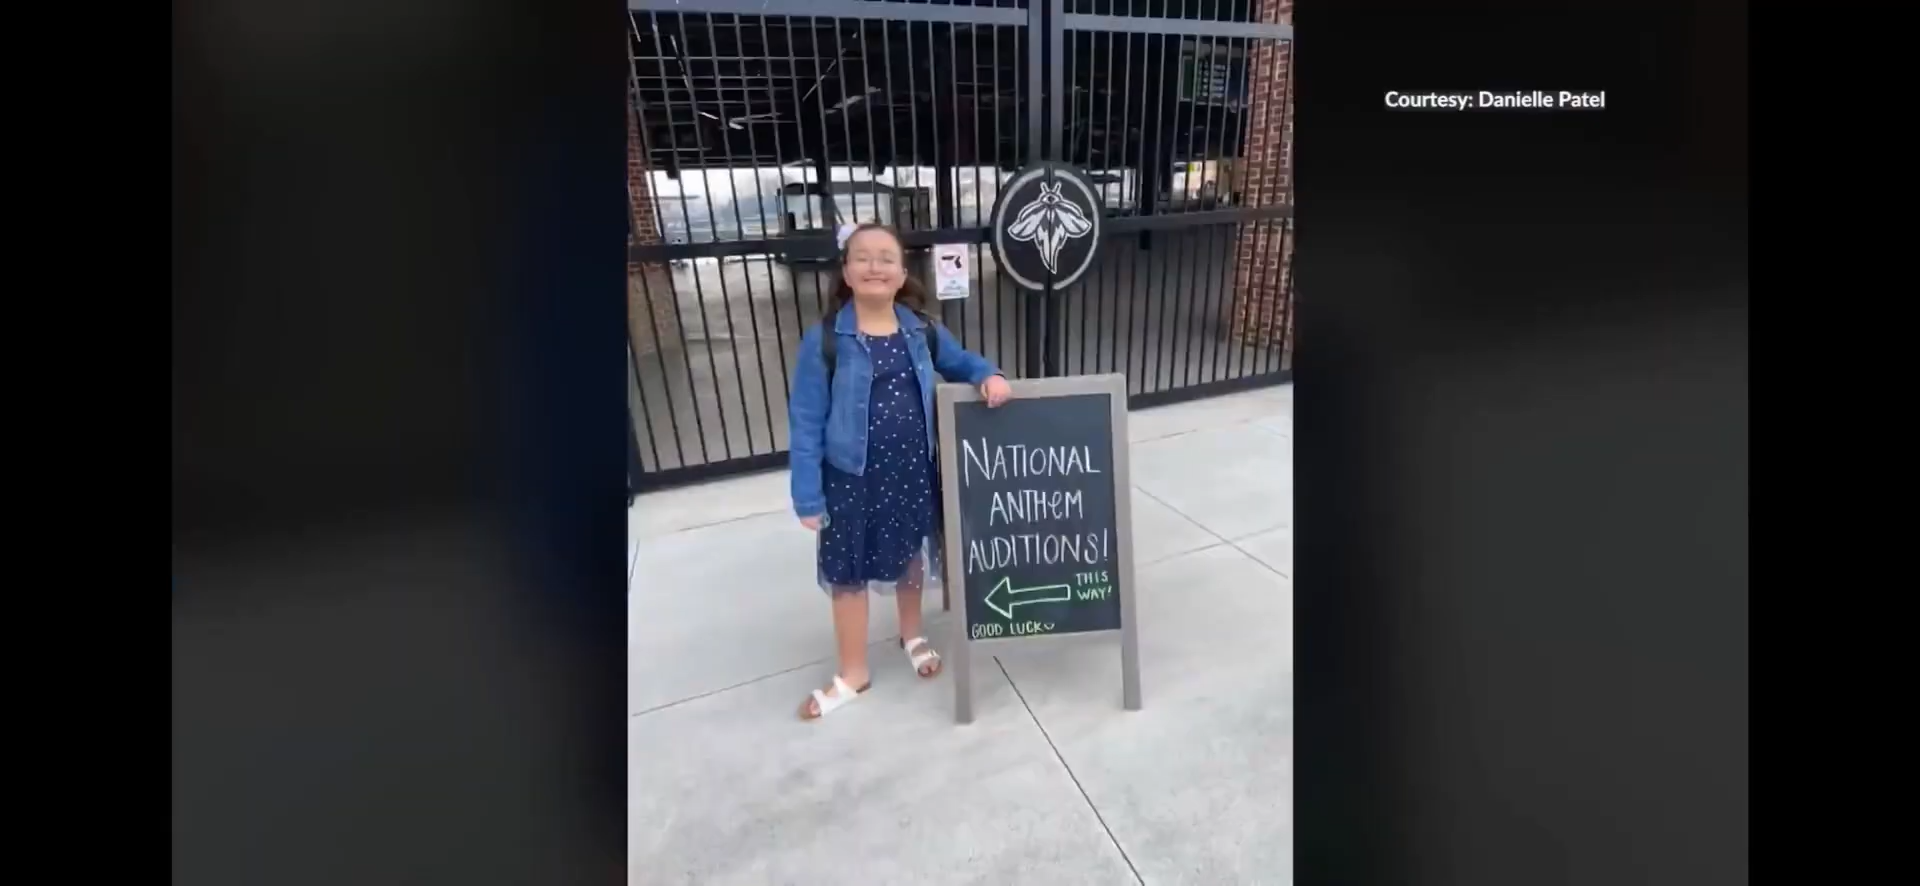 Courtesy: Danielle Patel
NATIONAL
ANTHEM
AUDITIONS!
THIS
WAY!
GOOD LUCK